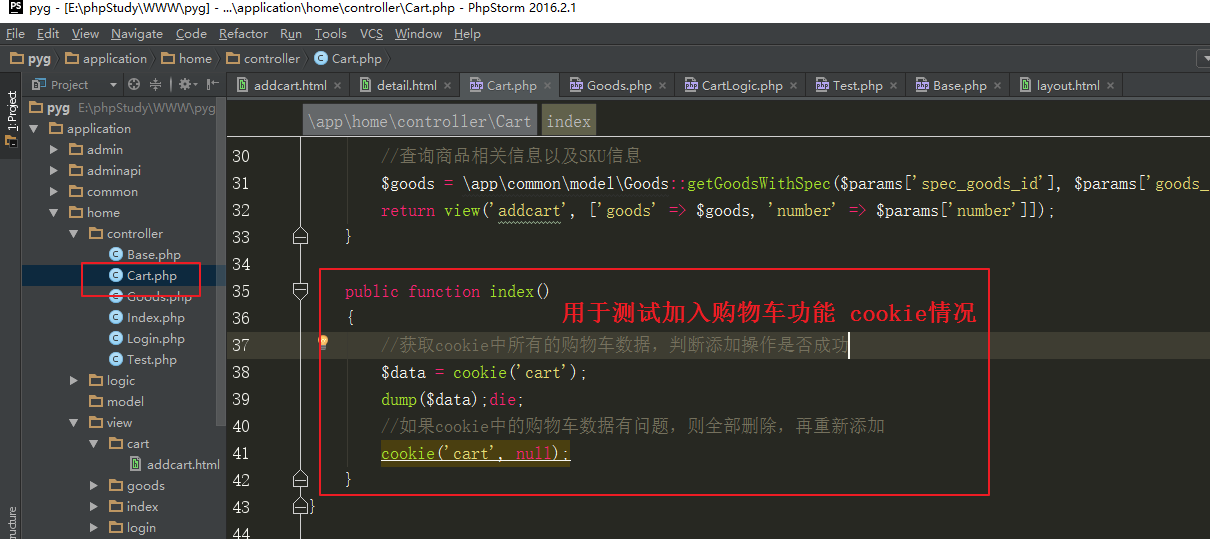 PS pyg - [E:\phpStudy\WWW\pyg] - ...\application\home\controller\Cart.php - PhpStorm 2016.2.1
File Edit View Navigate Code Refactor Run Tools VCS Window Help
pyg application home controller Cart.php
Project
addcart.html detail.html Cart.php Goods.php CartLogic.php Test.php Base.php layout.html
1: Project
pyg E:\phpStudy\WWW\pyg
application
admin
adminapi
common
home
controller
Base.php
Cart.php
Goods.php
Index.php
Login.php
Test.php
logic
model
view
cart
addcart.html
goods
index
login
\app\home\controller\Cart index
30 //查询商品相关信息以及SKU信息
31 $goods = \app\common\model\Goods::getGoodsWithSpec($params['spec_goods_id'], $params['goods_
32 return view('addcart', ['goods' => $goods, 'number' => $params['number']]);
33 }
34
35 public function index()
用于测试加入购物车功能 cookie情况
36 {
37 //获取cookie中所有的购物车数据，判断添加操作是否成功
38 $data = cookie('cart');
39 dump($data);die;
40 //如果cookie中的购物车数据有问题，则全部删除，再重新添加
41 cookie('cart', null);
42 }
43 }
44